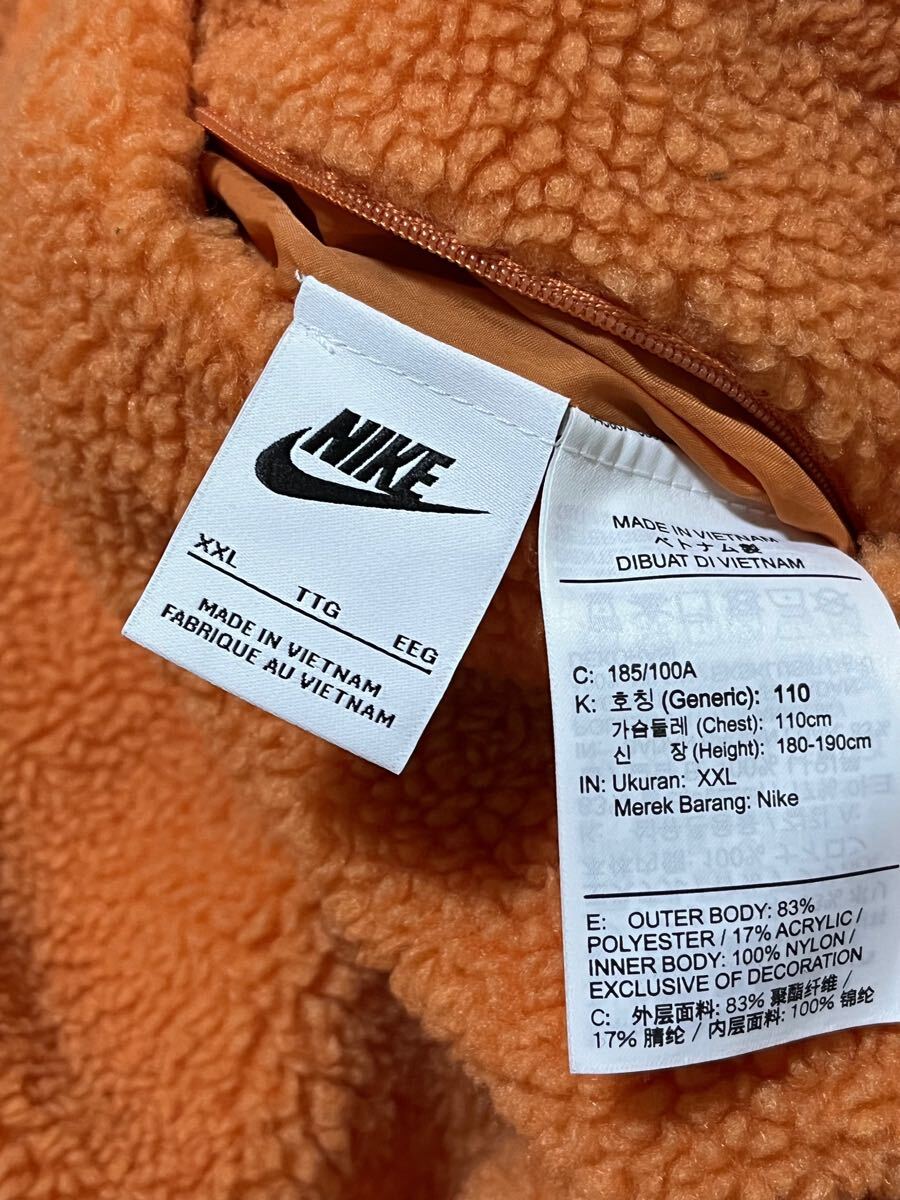 NIKE
XXL
TTG
EEG
MADE IN VIETNAM
FABRIQUE AU VIETNAM
MADE IN VIETNAM
ベトナム製
DIBUAT DI VIETNAM
C: 185/100A
K: 호칭 (Generic): 110
가슴둘레 (Chest): 110cm
신 장 (Height): 180-190cm
IN: Ukuran: XXL
Merek Barang: Nike
E: OUTER BODY: 83%
POLYESTER / 17% ACRYLIC /
INNER BODY: 100% NYLON /
EXCLUSIVE OF DECORATION
C: 外层面料: 83% 聚酯纤维 /
17% 腈纶 / 内层面料: 100% 锦纶